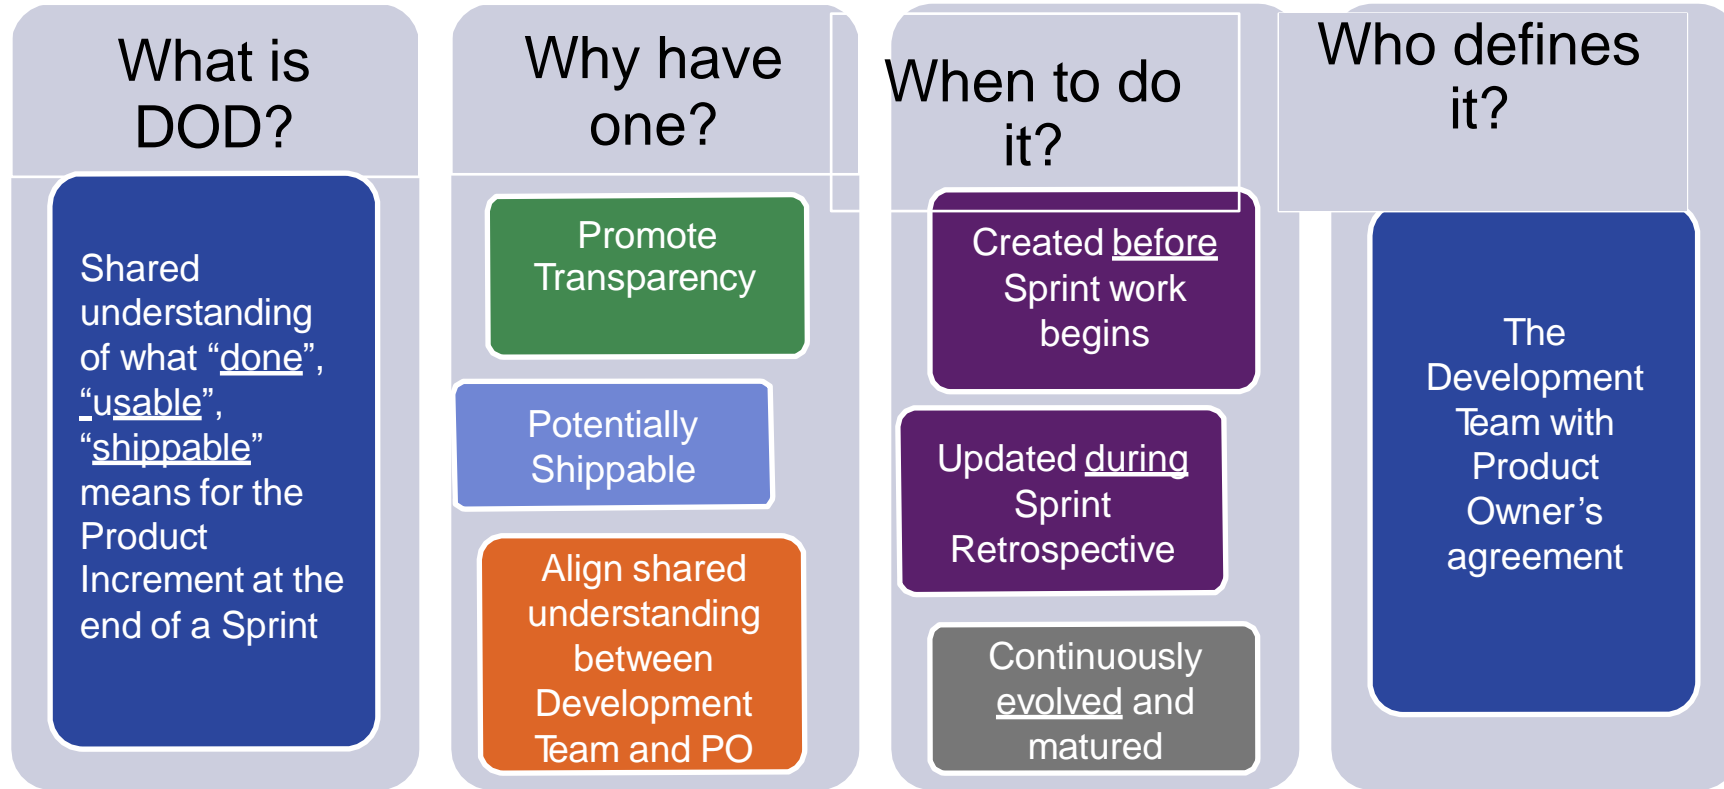 What is
DOD?
Shared
understanding
of what “done”,
“usable”,
“shippable”
means for the
Product
Increment at the
end of a Sprint
Why have
one?
Promote
Transparency
Potentially
Shippable
Align shared
understanding
between
Development
Team and PO
When to do
it?
Created before
Sprint work
begins
Updated during
Sprint
Retrospective
Continuously
evolved and
matured
Who defines
it?
The
Development
Team with
Product
Owner’s
agreement